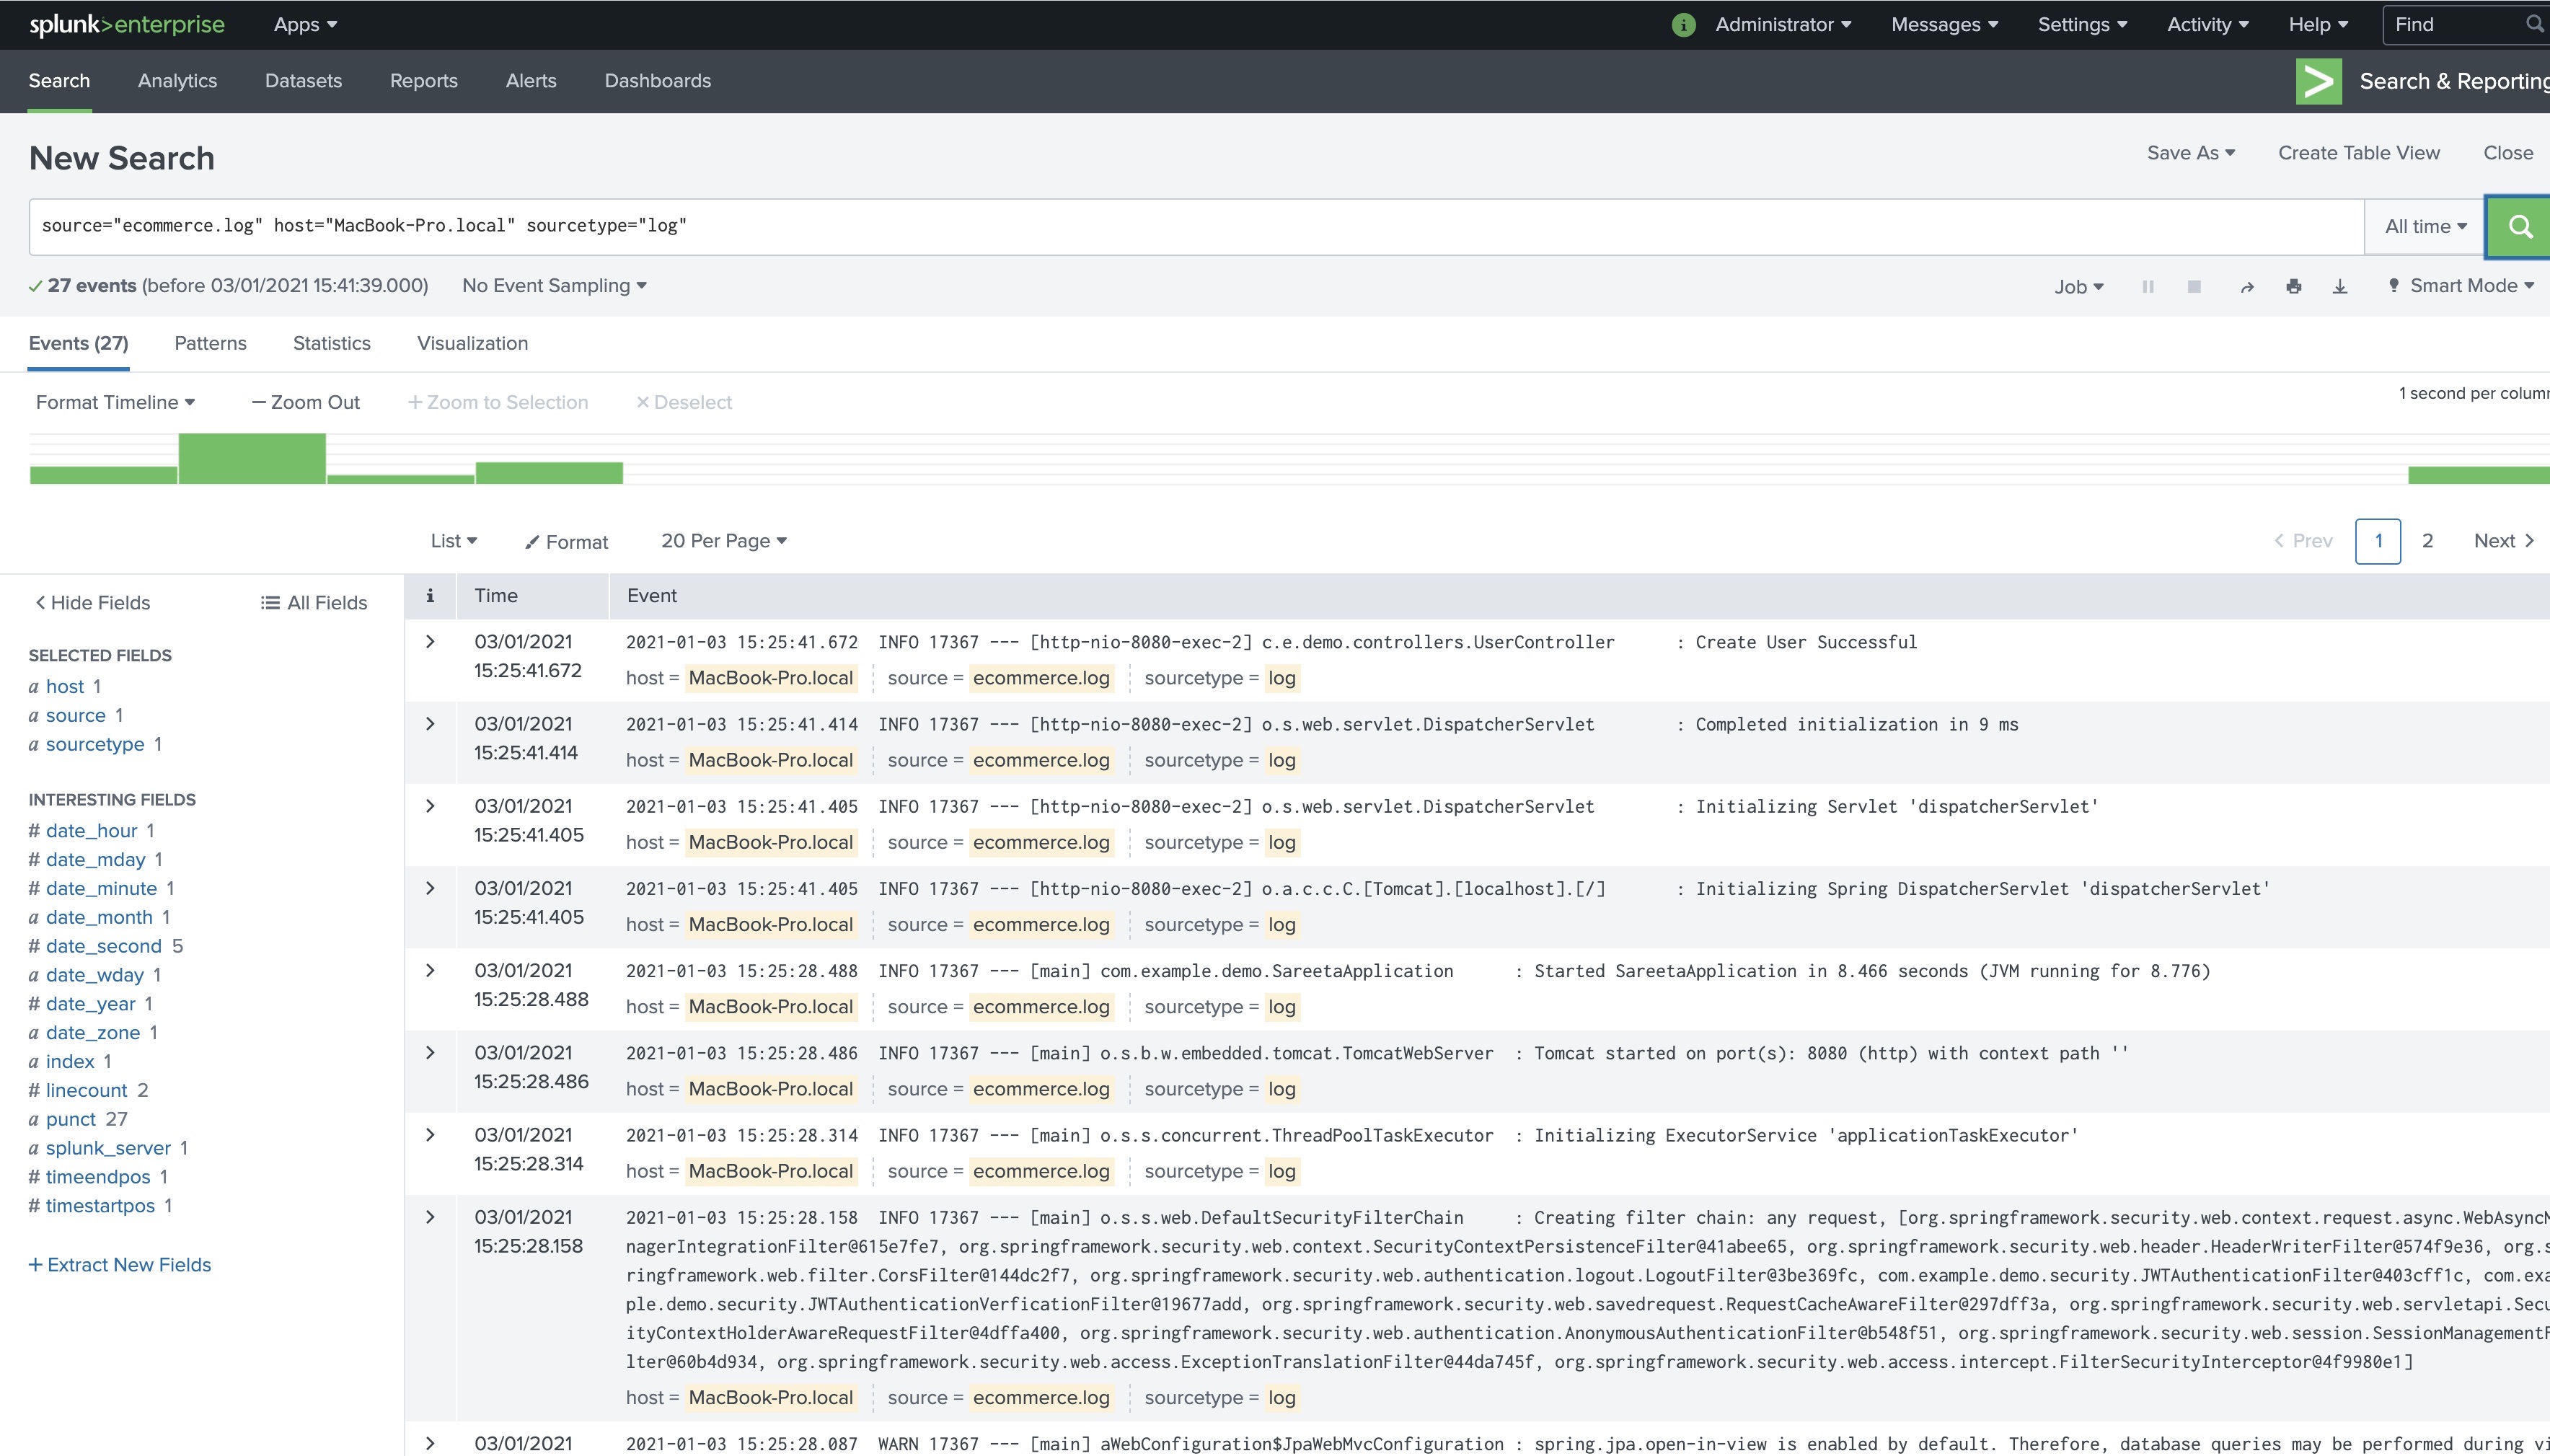 splunk>enterprise Apps i Administrator Messages Settings Activity Help Find
Search Analytics Datasets Reports Alerts Dashboards Search & Reporting
New Search Save As Create Table View Close
source="ecommerce.log" host="MacBook-Pro.local" sourcetype="log" All time
27 events (before 03/01/2021 15:41:39.000) No Event Sampling Job Smart Mode
Events (27) Patterns Statistics Visualization
Format Timeline — Zoom Out + Zoom to Selection × Deselect 1 second per column
List Format 20 Per Page < Prev 1 2 Next >
< Hide Fields All Fields
SELECTED FIELDS
a host 1
a source 1
a sourcetype 1
INTERESTING FIELDS
# date_hour 1
# date_mday 1
# date_minute 1
a date_month 1
# date_second 5
a date_wday 1
# date_year 1
a date_zone 1
a index 1
# linecount 2
a punct 27
a splunk_server 1
# timeendpos 1
# timestartpos 1
+ Extract New Fields
i Time Event
> 03/01/2021 2021-01-03 15:25:41.672 INFO 17367 --- [http-nio-8080-exec-2] c.e.demo.controllers.UserController : Create User Successful
15:25:41.672 host = MacBook-Pro.local source = ecommerce.log sourcetype = log
> 03/01/2021 2021-01-03 15:25:41.414 INFO 17367 --- [http-nio-8080-exec-2] o.s.web.servlet.DispatcherServlet : Completed initialization in 9 ms
15:25:41.414 host = MacBook-Pro.local source = ecommerce.log sourcetype = log
> 03/01/2021 2021-01-03 15:25:41.405 INFO 17367 --- [http-nio-8080-exec-2] o.s.web.servlet.DispatcherServlet : Initializing Servlet 'dispatcherServlet'
15:25:41.405 host = MacBook-Pro.local source = ecommerce.log sourcetype = log
> 03/01/2021 2021-01-03 15:25:41.405 INFO 17367 --- [http-nio-8080-exec-2] o.a.c.c.C.[Tomcat].[localhost].[/] : Initializing Spring DispatcherServlet 'dispatcherServlet'
15:25:41.405 host = MacBook-Pro.local source = ecommerce.log sourcetype = log
> 03/01/2021 2021-01-03 15:25:28.488 INFO 17367 --- [main] com.example.demo.SareetaApplication : Started SareetaApplication in 8.466 seconds (JVM running for 8.776)
15:25:28.488 host = MacBook-Pro.local source = ecommerce.log sourcetype = log
> 03/01/2021 2021-01-03 15:25:28.486 INFO 17367 --- [main] o.s.b.w.embedded.tomcat.TomcatWebServer : Tomcat started on port(s): 8080 (http) with context path ''
15:25:28.486 host = MacBook-Pro.local source = ecommerce.log sourcetype = log
> 03/01/2021 2021-01-03 15:25:28.314 INFO 17367 --- [main] o.s.s.concurrent.ThreadPoolTaskExecutor : Initializing ExecutorService 'applicationTaskExecutor'
15:25:28.314 host = MacBook-Pro.local source = ecommerce.log sourcetype = log
> 03/01/2021 2021-01-03 15:25:28.158 INFO 17367 --- [main] o.s.s.web.DefaultSecurityFilterChain : Creating filter chain: any request, [org.springframework.security.web.context.request.async.WebAsyncM
15:25:28.158 nagerIntegrationFilter@615e7fe7, org.springframework.security.web.context.SecurityContextPersistenceFilter@41abee65, org.springframework.security.web.header.HeaderWriterFilter@574f9e36, org.s
ringframework.web.filter.CorsFilter@144dc2f7, org.springframework.security.web.authentication.logout.LogoutFilter@3be369fc, com.example.demo.security.JWTAuthenticationFilter@403cff1c, com.exa
ple.demo.security.JWTAuthenticationVerficationFilter@19677add, org.springframework.security.web.savedrequest.RequestCacheAwareFilter@297dff3a, org.springframework.security.web.servletapi.Secu
ityContextHolderAwareRequestFilter@4dffa400, org.springframework.security.web.authentication.AnonymousAuthenticationFilter@b548f51, org.springframework.security.web.session.SessionManagementF
lter@60b4d934, org.springframework.security.web.access.ExceptionTranslationFilter@44da745f, org.springframework.security.web.access.intercept.FilterSecurityInterceptor@4f9980e1]
host = MacBook-Pro.local source = ecommerce.log sourcetype = log
> 03/01/2021 2021-01-03 15:25:28.087 WARN 17367 --- [main] aWebConfiguration$JpaWebMvcConfiguration : spring.jpa.open-in-view is enabled by default. Therefore, database queries may be performed during vi